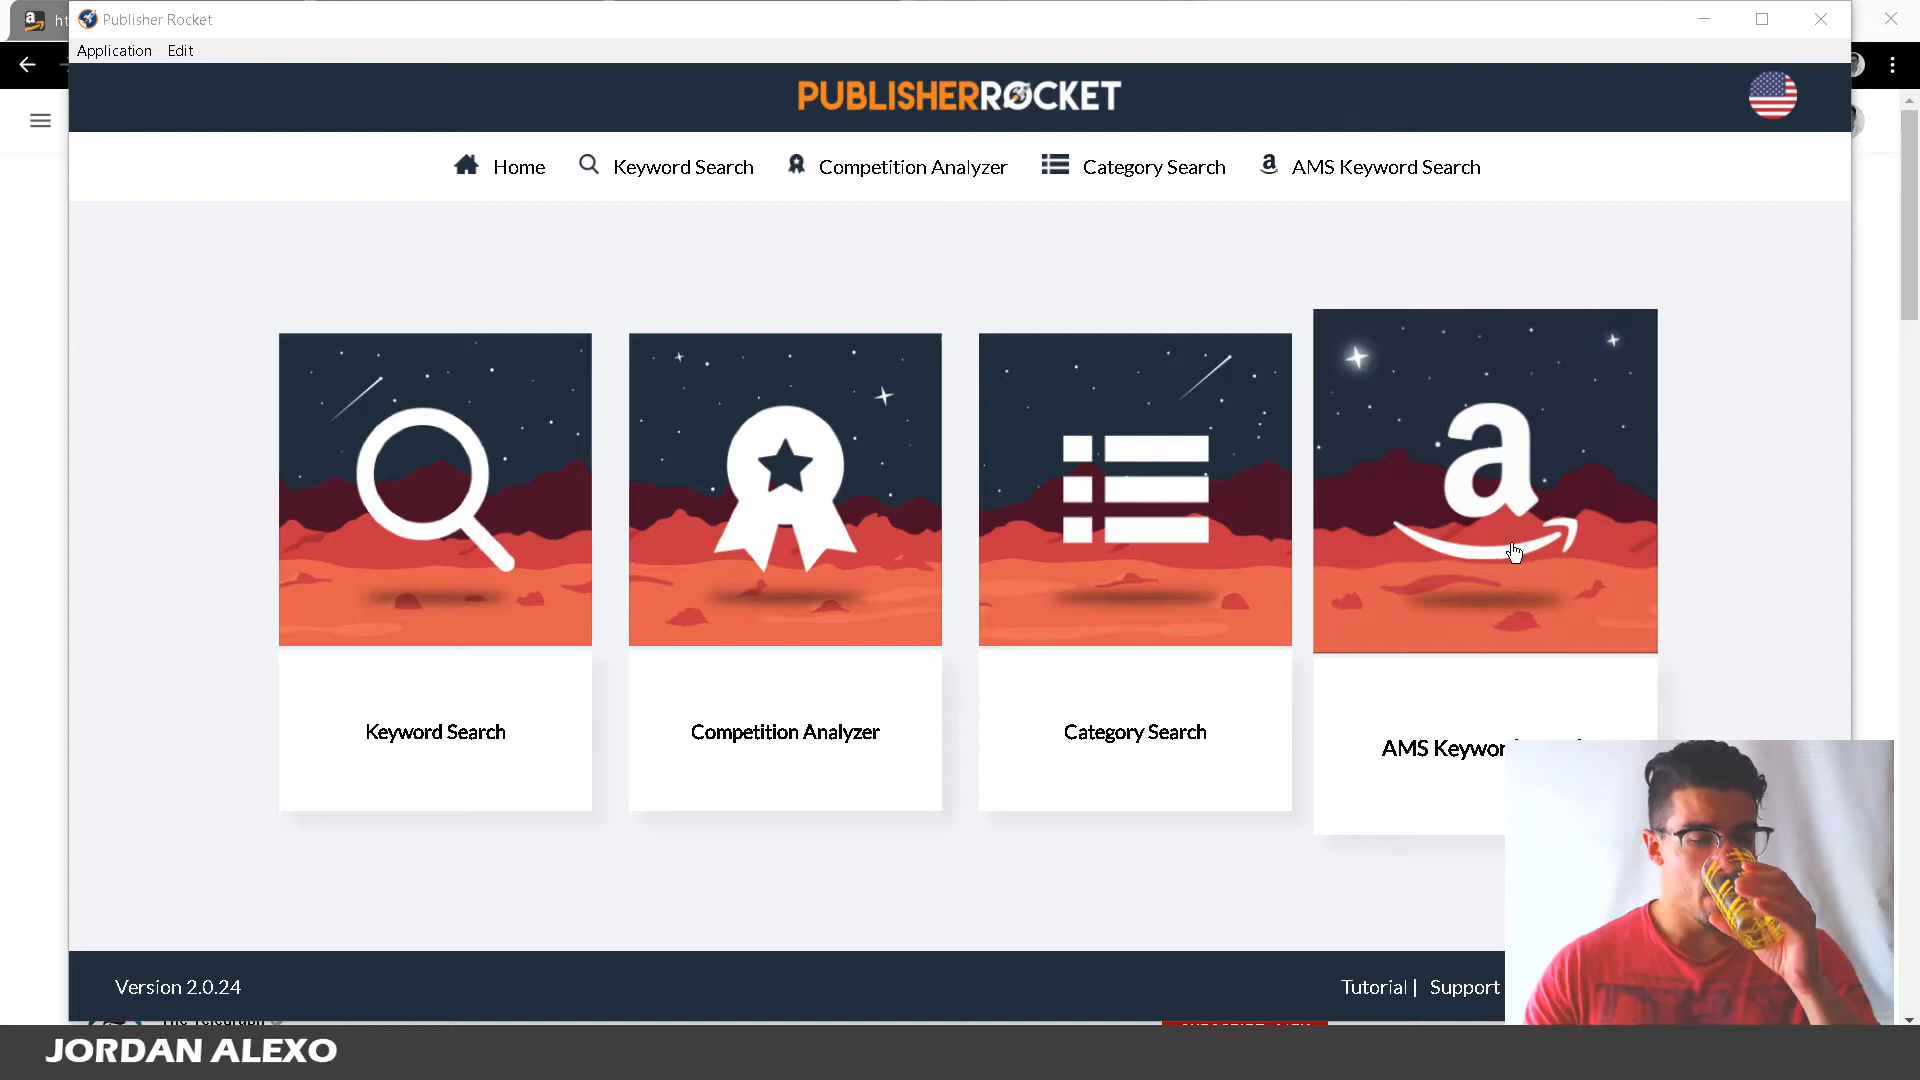 Publisher Rocket
Application Edit
PUBLISHERROCKET
Home Keyword Search Competition Analyzer Category Search AMS Keyword Search
Keyword Search
Competition Analyzer
Category Search
AMS
Version 2.0.24
Tutorial | Support
JORDAN ALEXO